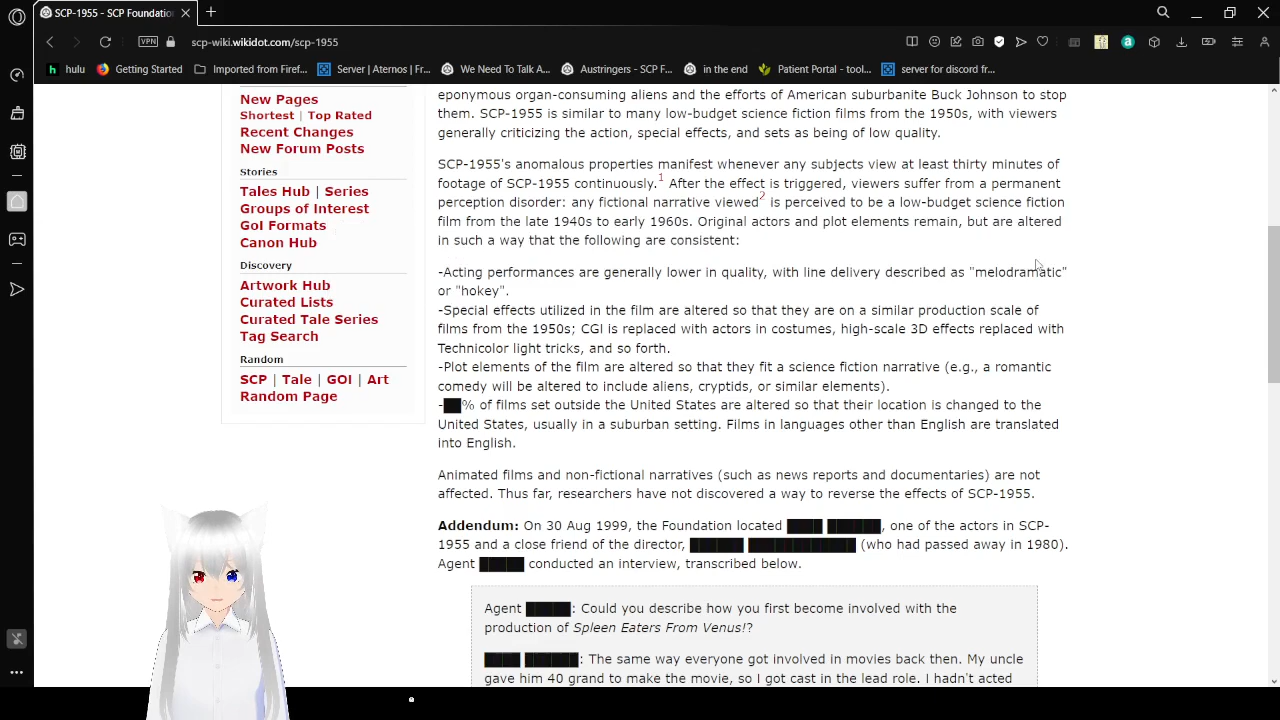 SCP-1955 - SCP Foundatio
VPN
scp-wiki.wikidot.com/scp-1955
hulu
Getting Started
Imported from Firef...
Server | Aternos | Fr...
We Need To Talk A...
Austringers - SCP F...
in the end
Patient Portal - tool...
server for discord fr...
New Pages
Shortest | Top Rated
Recent Changes
New Forum Posts
Stories
Tales Hub | Series
Groups of Interest
GoI Formats
Canon Hub
Discovery
Artwork Hub
Curated Lists
Curated Tale Series
Tag Search
Random
SCP | Tale | GOI | Art
Random Page
eponymous organ-consuming aliens and the efforts of American suburbanite Buck Johnson to stop
them. SCP-1955 is similar to many low-budget science fiction films from the 1950s, with viewers
generally criticizing the action, special effects, and sets as being of low quality.
SCP-1955's anomalous properties manifest whenever any subjects view at least thirty minutes of
footage of SCP-1955 continuously.1 After the effect is triggered, viewers suffer from a permanent
perception disorder: any fictional narrative viewed2 is perceived to be a low-budget science fiction
film from the late 1940s to early 1960s. Original actors and plot elements remain, but are altered
in such a way that the following are consistent:
-Acting performances are generally lower in quality, with line delivery described as "melodramatic"
or "hokey".
-Special effects utilized in the film are altered so that they are on a similar production scale of
films from the 1950s; CGI is replaced with actors in costumes, high-scale 3D effects replaced with
Technicolor light tricks, and so forth.
-Plot elements of the film are altered so that they fit a science fiction narrative (e.g., a romantic
comedy will be altered to include aliens, cryptids, or similar elements).
-██% of films set outside the United States are altered so that their location is changed to the
United States, usually in a suburban setting. Films in languages other than English are translated
into English.
Animated films and non-fictional narratives (such as news reports and documentaries) are not
affected. Thus far, researchers have not discovered a way to reverse the effects of SCP-1955.
Addendum: On 30 Aug 1999, the Foundation located ████ ██████, one of the actors in SCP-
1955 and a close friend of the director, ██████ ████████████ (who had passed away in 1980).
Agent █████ conducted an interview, transcribed below.
Agent █████: Could you describe how you first become involved with the
production of Spleen Eaters From Venus!?
████ ██████: The same way everyone got involved in movies back then. My uncle
gave him 40 grand to make the movie, so I got cast in the lead role. I hadn't acted